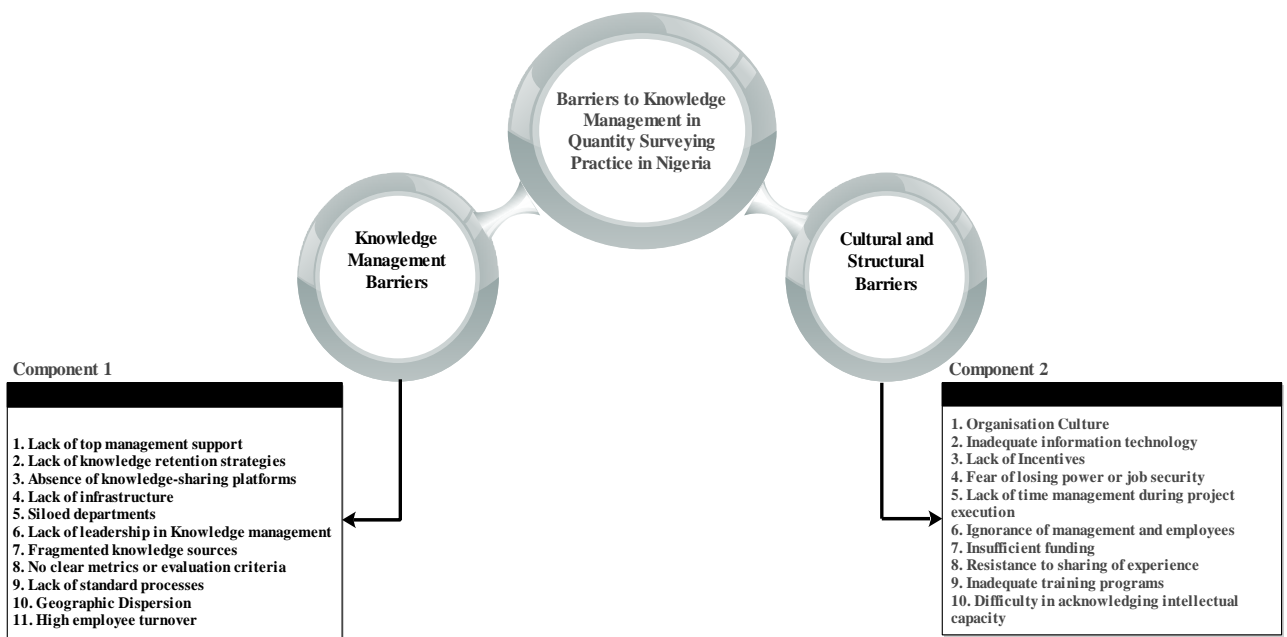 Barriers to Knowledge
Management in
Quantity Surveying
Practice in Nigeria
Knowledge
Management
Barriers
Cultural and
Structural
Barriers
Component 1
1. Lack of top management support
2. Lack of knowledge retention strategies
3. Absence of knowledge-sharing platforms
4. Lack of infrastructure
5. Siloed departments
6. Lack of leadership in Knowledge management
7. Fragmented knowledge sources
8. No clear metrics or evaluation criteria
9. Lack of standard processes
10. Geographic Dispersion
11. High employee turnover
Component 2
1. Organisation Culture
2. Inadequate information technology
3. Lack of Incentives
4. Fear of losing power or job security
5. Lack of time management during project
execution
6. Ignorance of management and employees
7. Insufficient funding
8. Resistance to sharing of experience
9. Inadequate training programs
10. Difficulty in acknowledging intellectual
capacity